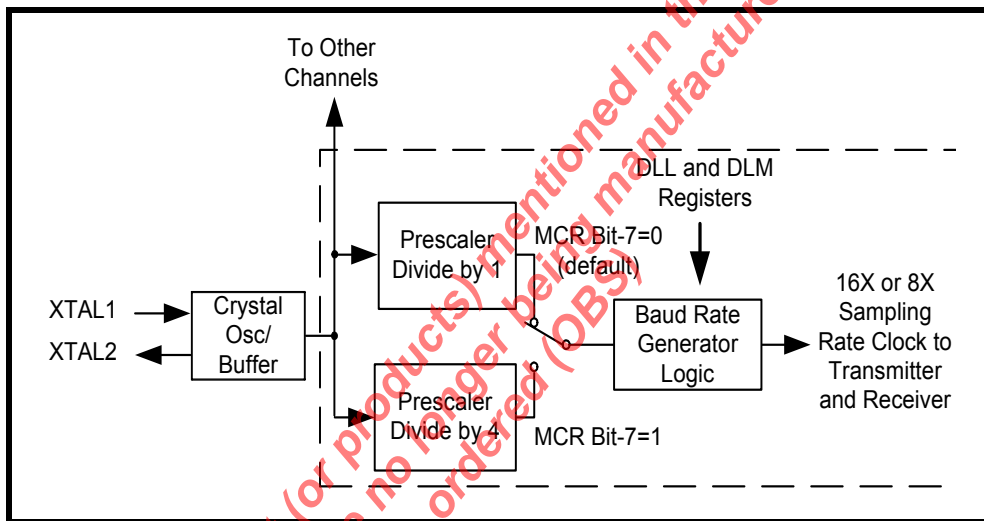 To Other
Channels
DLL and DLM
Registers
Prescaler
Divide by 1
MCR Bit-7=0
(default)
XTAL1
XTAL2
Crystal
Osc/
Buffer
Baud Rate
Generator
Logic
16X or 8X
Sampling
Rate Clock to
Transmitter
and Receiver
Prescaler
Divide by 4
MCR Bit-7=1
(or products) mentioned in
no longer being
ordered (OBS)